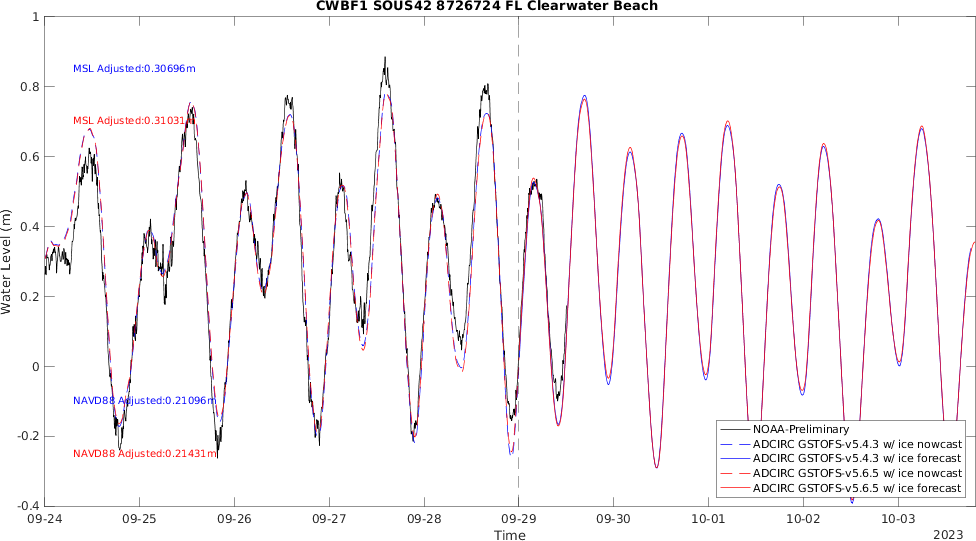 CWBF1 SOUS42 8726724 FL Clearwater Beach
1
0.8
0.6
0.4
0.2
0
-0.2
-0.4
Water Level (m)
MSL Adjusted:0.30696m
MSL Adjusted:0.31031m
NAVD88 Adjusted:0.21096m
NAVD88 Adjusted:0.21431m
NOAA-Preliminary
ADCIRC GSTOFS-v5.4.3 w/ ice nowcast
ADCIRC GSTOFS-v5.4.3 w/ ice forecast
ADCIRC GSTOFS-v5.6.5 w/ ice nowcast
ADCIRC GSTOFS-v5.6.5 w/ ice forecast
09-24 09-25 09-26 09-27 09-28 09-29 09-30 10-01 10-02 10-03
Time
2023